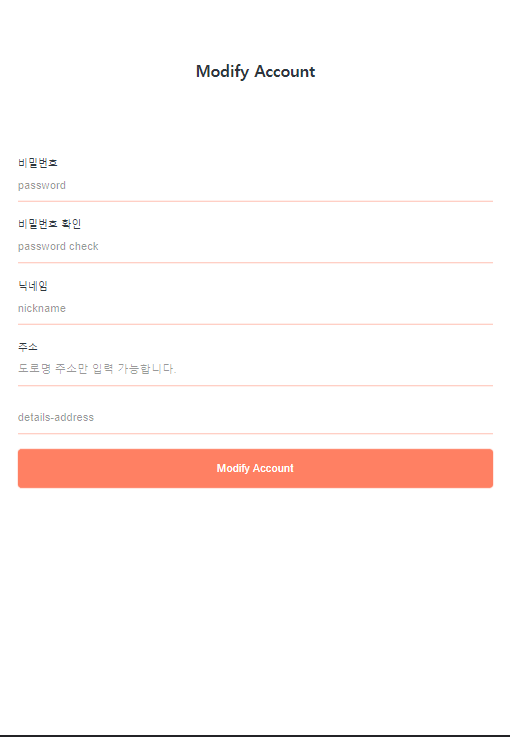 Modify Account
비밀번호
password
비밀번호 확인
password check
닉네임
nickname
주소
도로명 주소만 입력 가능합니다.
details-address
Modify Account